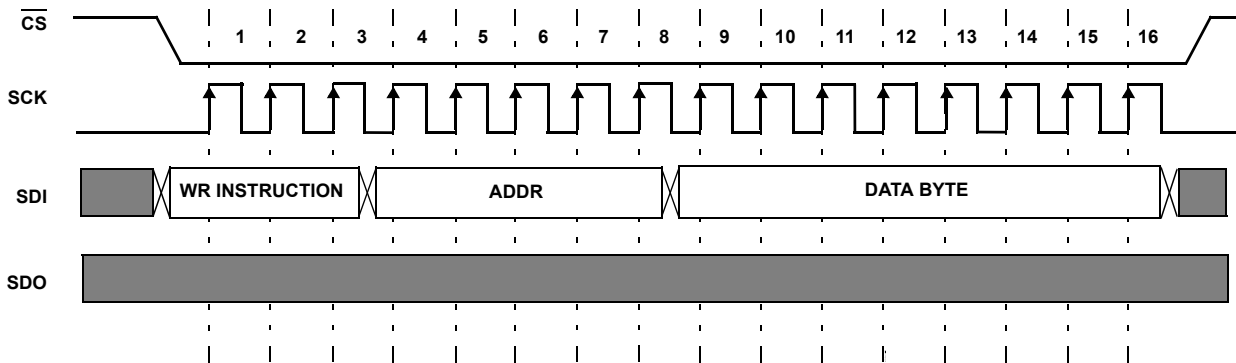 CS
1 2 3 4 5 6 7 8 9 10 11 12 13 14 15 16
SCK
SDI WR INSTRUCTION ADDR DATA BYTE
SDO